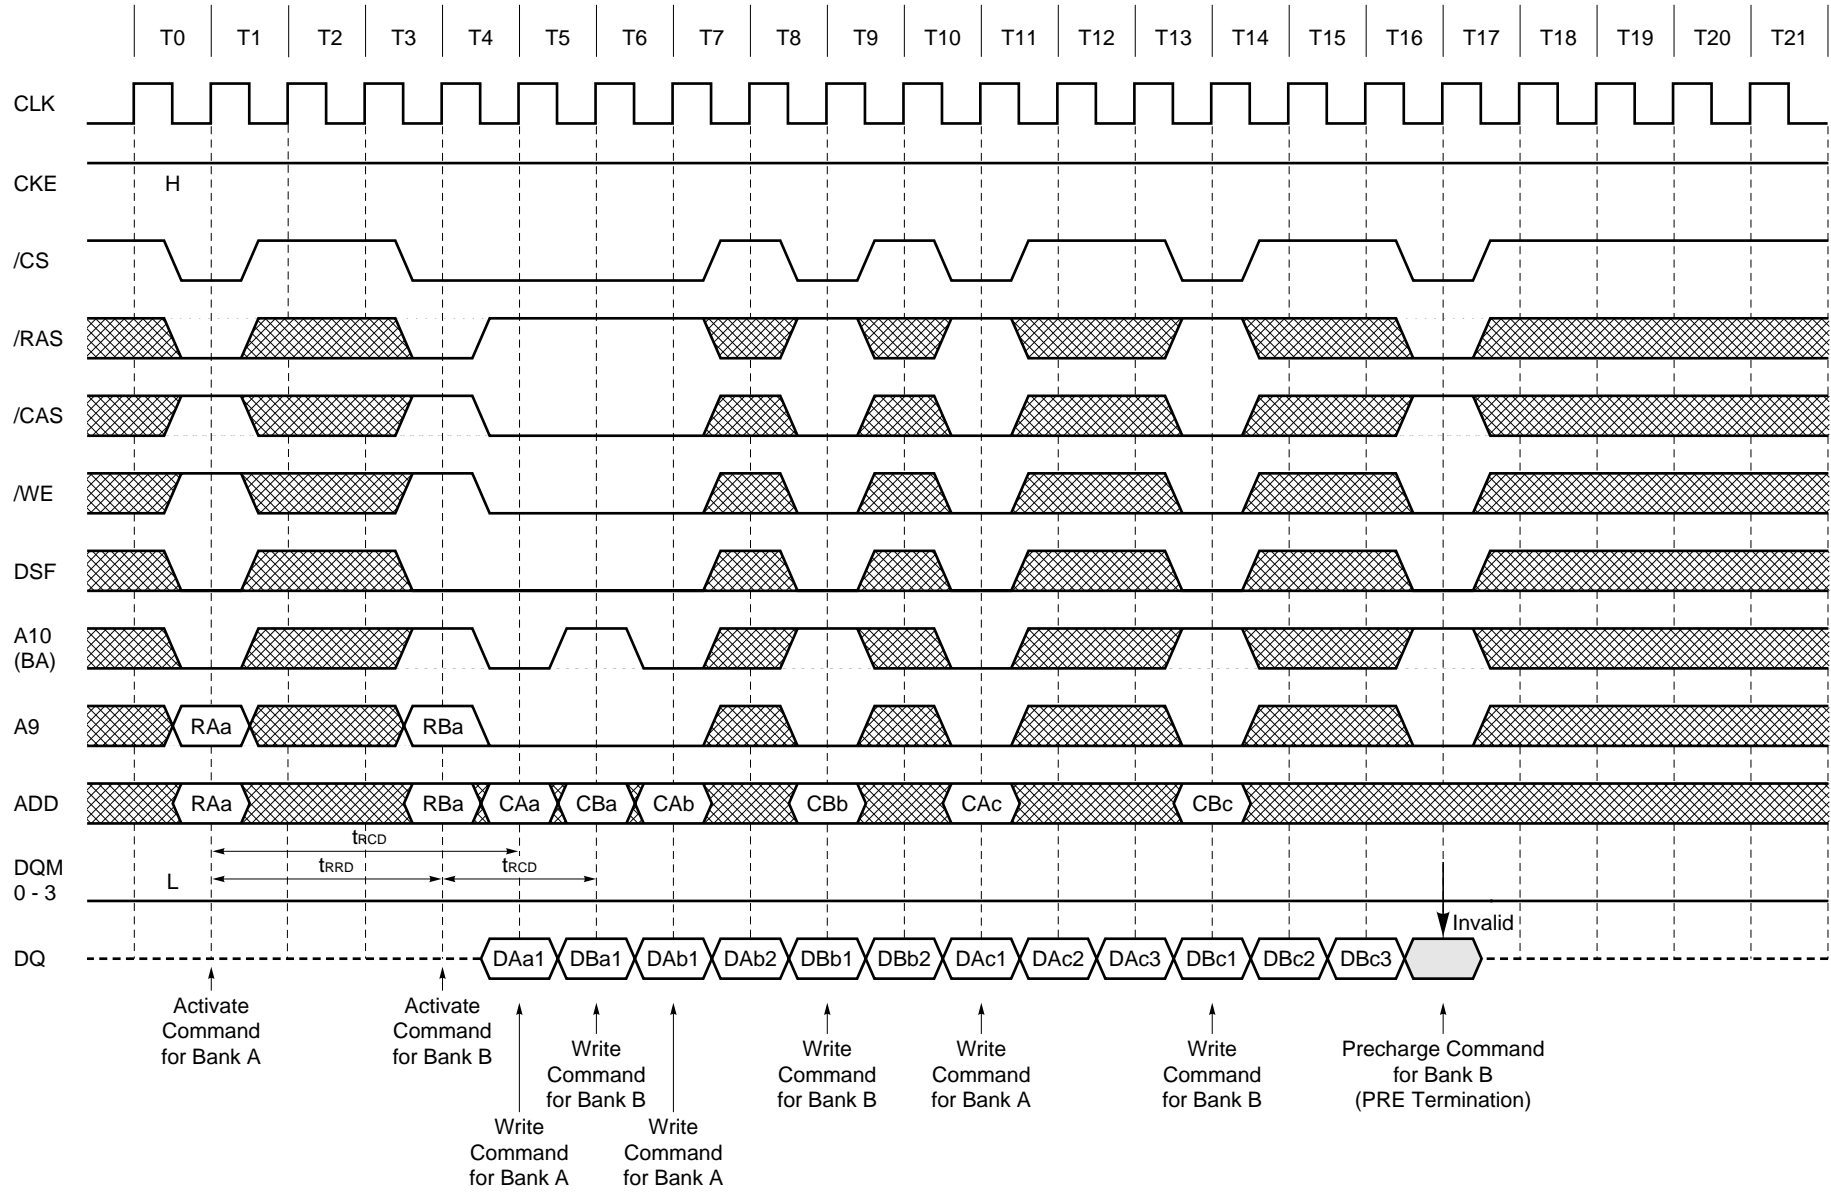 T0 T1 T2 T3 T4 T5 T6 T7 T8 T9 T10 T11 T12 T13 T14 T15 T16 T17 T18 T19 T20 T21
CLK
CKE H
/CS
/RAS
/CAS
/WE
DSF
A10
(BA)
A9 RAa RBa
ADD RAa RBa CAa CBa CAb CBb CAc CBc
tRCD
tRRD tRCD
DQM
0 - 3
L
Invalid
DQ DAa1 DBa1 DAb1 DAb2 DBb1 DBb2 DAc1 DAc2 DAc3 DBc1 DBc2 DBc3
Activate
Command
for Bank A
Activate
Command
for Bank B
Write
Command
for Bank A
Write
Command
for Bank B
Write
Command
for Bank A
Write
Command
for Bank B
Write
Command
for Bank A
Write
Command
for Bank B
Precharge Command
for Bank B
(PRE Termination)